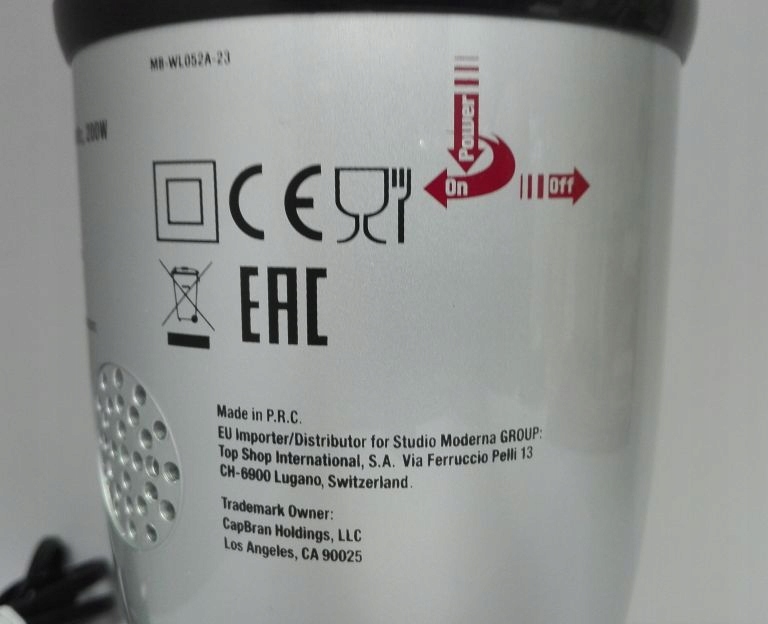 MB-WL052A-23
200W
Power
On
Off
CE
EAC
Made in P.R.C.
EU Importer/Distributor for Studio Moderna GROUP:
Top Shop International, S.A. Via Ferruccio Pelli 13
CH-6900 Lugano, Switzerland.
Trademark Owner:
CapBran Holdings, LLC
Los Angeles, CA 90025